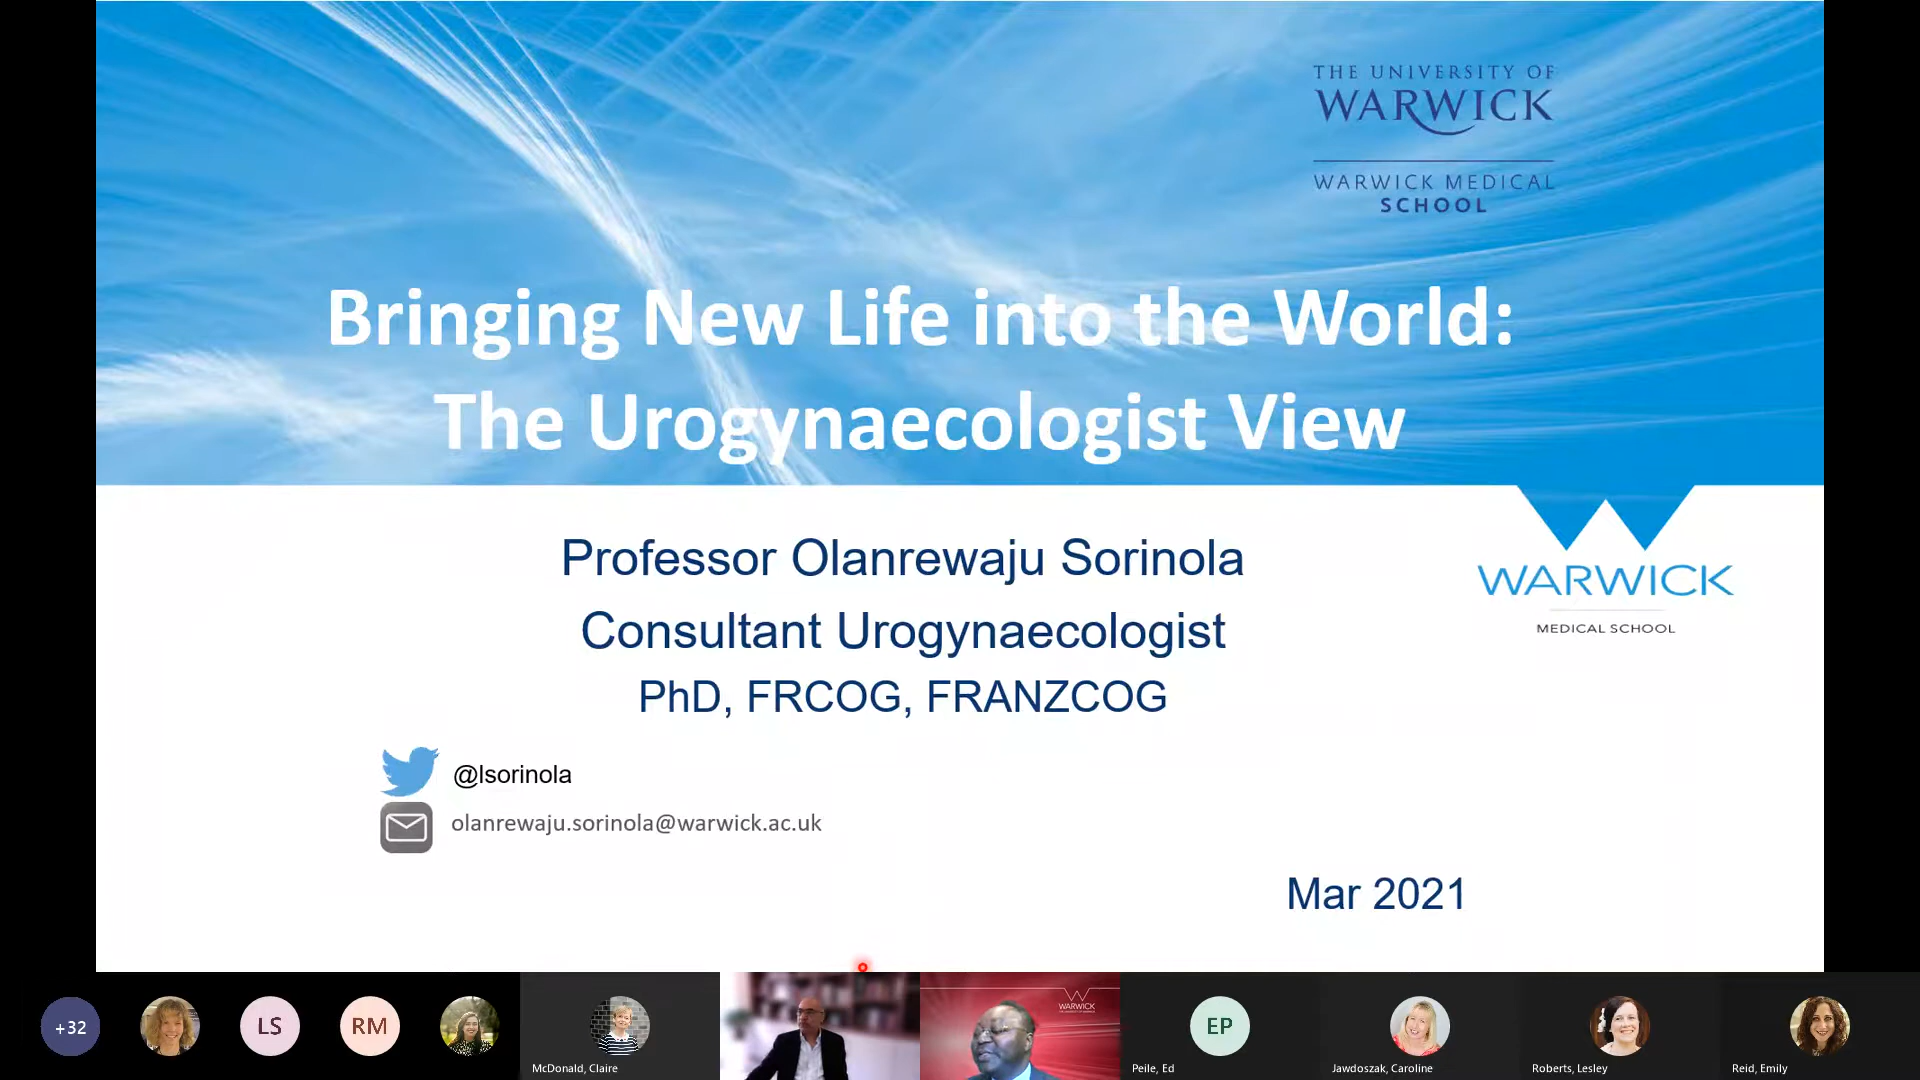 THE UNIVERSITY OF
WARWICK
WARWICK MEDICAL
SCHOOL
Bringing New Life into the World:
The Urogynaecologist View
Professor Olanrewaju Sorinola
Consultant Urogynaecologist
PhD, FRCOG, FRANZCOG
WARWICK
MEDICAL SCHOOL
@lsorinola
olanrewaju.sorinola@warwick.ac.uk
Mar 2021
+32
LS
RM
McDonald, Claire
WARWICK
EP
Peile, Ed
Jawdoszak, Caroline
Roberts, Lesley
Reid, Emily